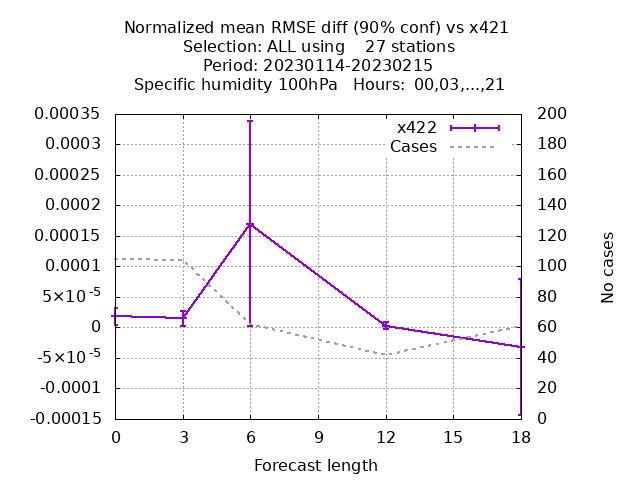 Normalized mean RMSE diff (90% conf) vs x421
Selection: ALL using    27 stations
Period: 20230114-20230215
Specific humidity 100hPa   Hours: 00,03,...,21
0.00035
0.0003
0.00025
0.0002
0.00015
0.0001
5×10⁻⁵
0
-5×10⁻⁵
-0.0001
-0.00015
x422
Cases
200
180
160
140
120
100
80
60
40
20
0
No cases
0 3 6 9 12 15 18
Forecast length